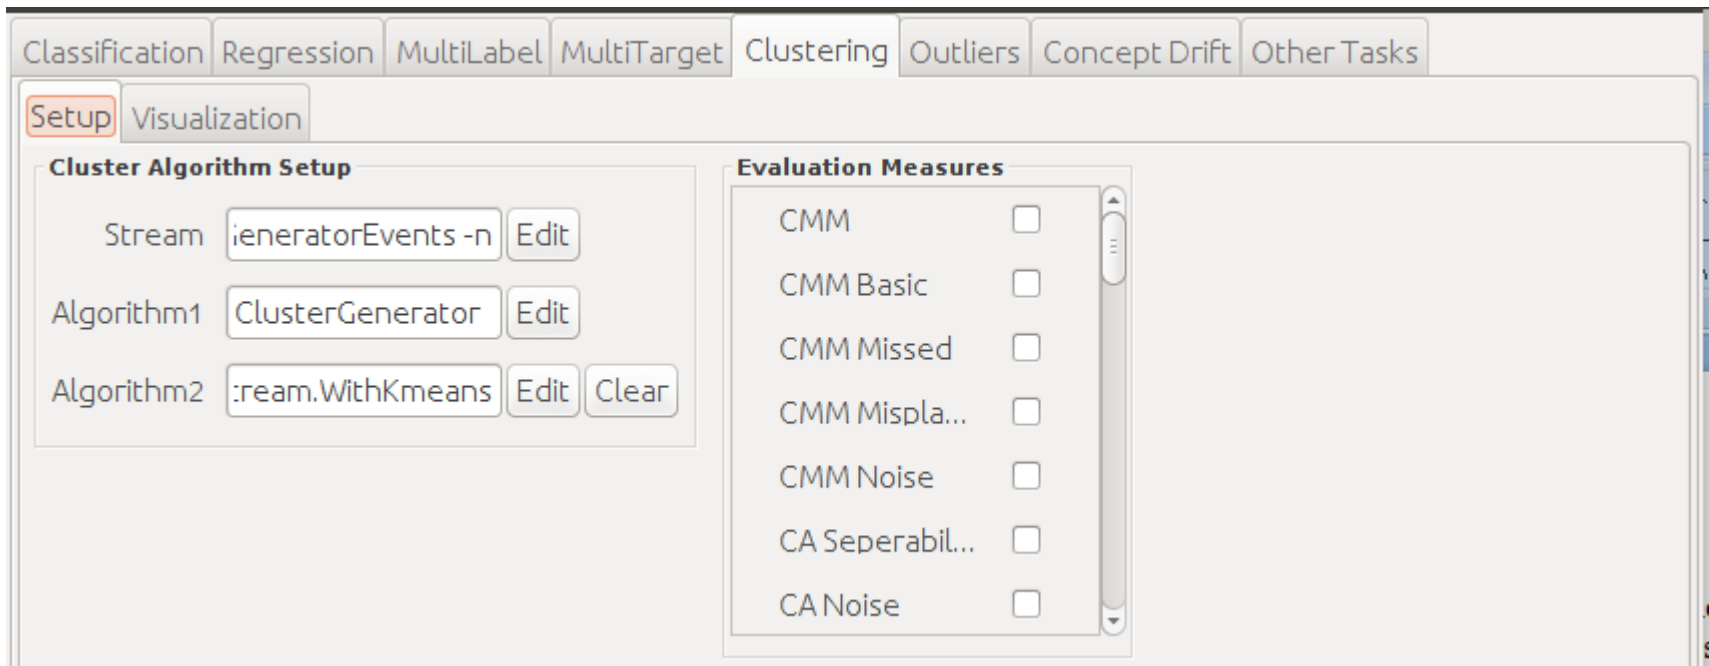 Classification Regression MultiLabel MultiTarget Clustering Outliers Concept Drift Other Tasks
Setup Visualization
Cluster Algorithm Setup
Stream eneratorEvents -n Edit
Algorithm1 ClusterGenerator Edit
Algorithm2 ream.WithKmeans Edit Clear
Evaluation Measures
CMM
CMM Basic
CMM Missed
CMM Mispla...
CMM Noise
CA Seperabil...
CA Noise